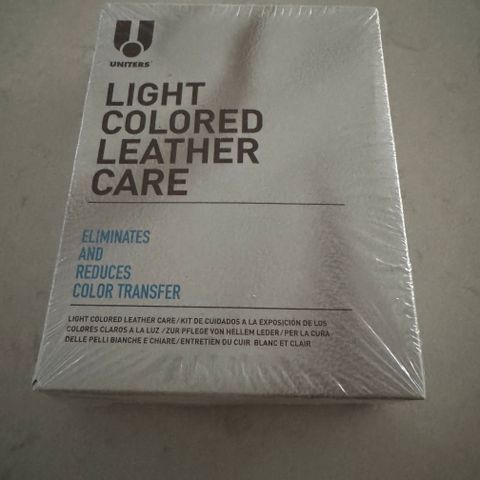 UNITERS
LIGHT
COLORED
LEATHER
CARE
ELIMINATES
AND
REDUCES
COLOR TRANSFER
LIGHT COLORED LEATHER CARE/KIT DE CUIDADOS A LA EXPOSICIÓN DE LOS
COLORES CLAROS A LA LUZ /ZUR PFLEGE VON HELLEM LEDER/PER LA CURA
DELLE PELLI BIANCHE E CHIARE/ENTRETIEN DU CUIR BLANC ET CLAIR